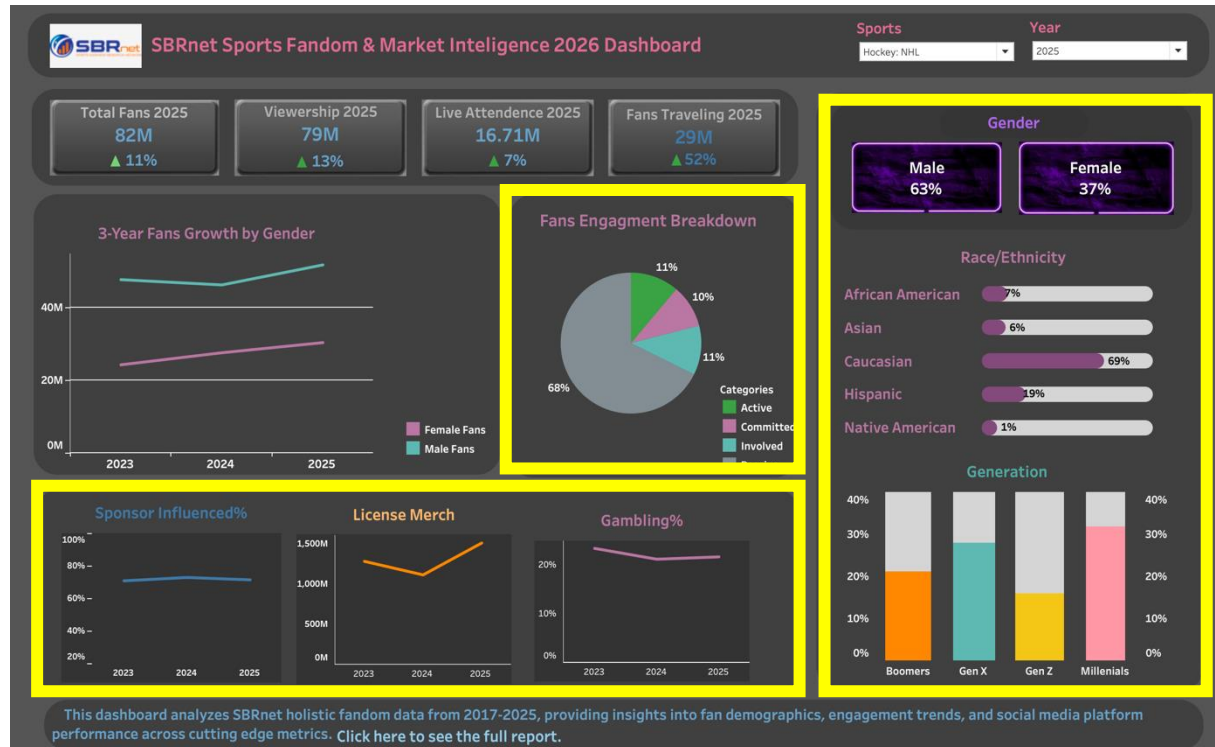 SBRnet
SBRnet Sports Fandom & Market Inteligence 2026 Dashboard
Sports
Hockey: NHL
Year
2025
Total Fans 2025
82M
▲ 11%
Viewership 2025
79M
▲ 13%
Live Attendence 2025
16.71M
▲ 7%
Fans Traveling 2025
29M
▲ 52%
3-Year Fans Growth by Gender
40M
20M
0M
2023 2024 2025
Female Fans
Male Fans
Fans Engagment Breakdown
11%
10%
11%
68%
Categories
Active
Committed
Involved
Gender
Male
63%
Female
37%
Race/Ethnicity
African American 7%
Asian 6%
Caucasian 69%
Hispanic 19%
Native American 1%
Generation
40% 40%
30% 30%
20% 20%
10% 10%
0% 0%
Boomers Gen X Gen Z Millenials
Sponsor Influenced%
100%
80%
60%
40%
20%
2023 2024 2025
License Merch
1,500M
1,000M
500M
0M
2023 2024 2025
Gambling%
20%
10%
0%
2023 2024 2025
This dashboard analyzes SBRnet holistic fandom data from 2017-2025, providing insights into fan demographics, engagement trends, and social media platform
performance across cutting edge metrics. Click here to see the full report.